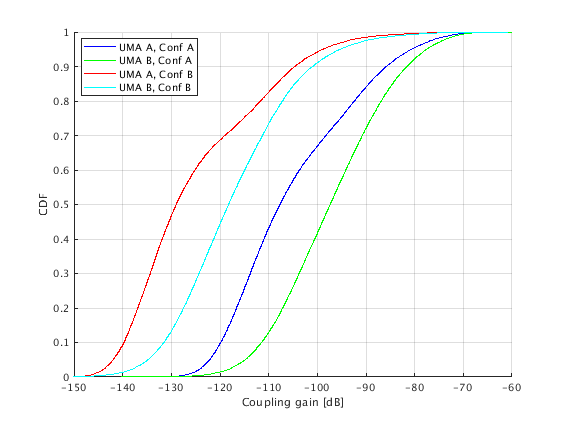 1
0.9
0.8
0.7
0.6
0.5
0.4
0.3
0.2
0.1
0
CDF
UMA A, Conf A
UMA B, Conf A
UMA A, Conf B
UMA B, Conf B
-150 -140 -130 -120 -110 -100 -90 -80 -70 -60
Coupling gain [dB]